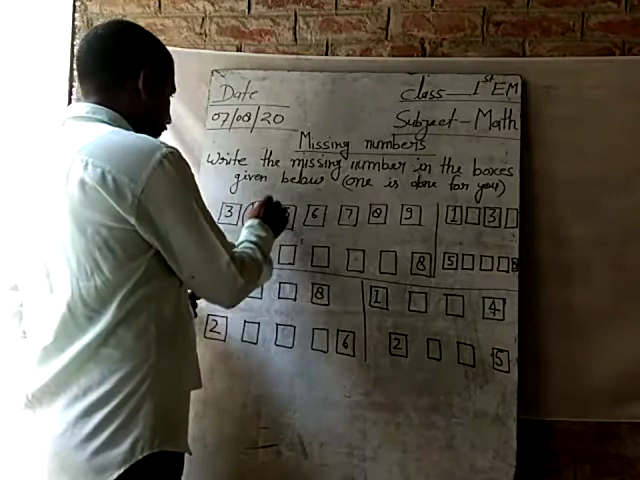 Date
class — 1st EM
07/08/20
Subject - Math
Missing numbers
Write the missing number in the boxes
given below (one is done for you)
3 5 6 7 8 9 1 3
8 5
8 1 4
2 6 2 5